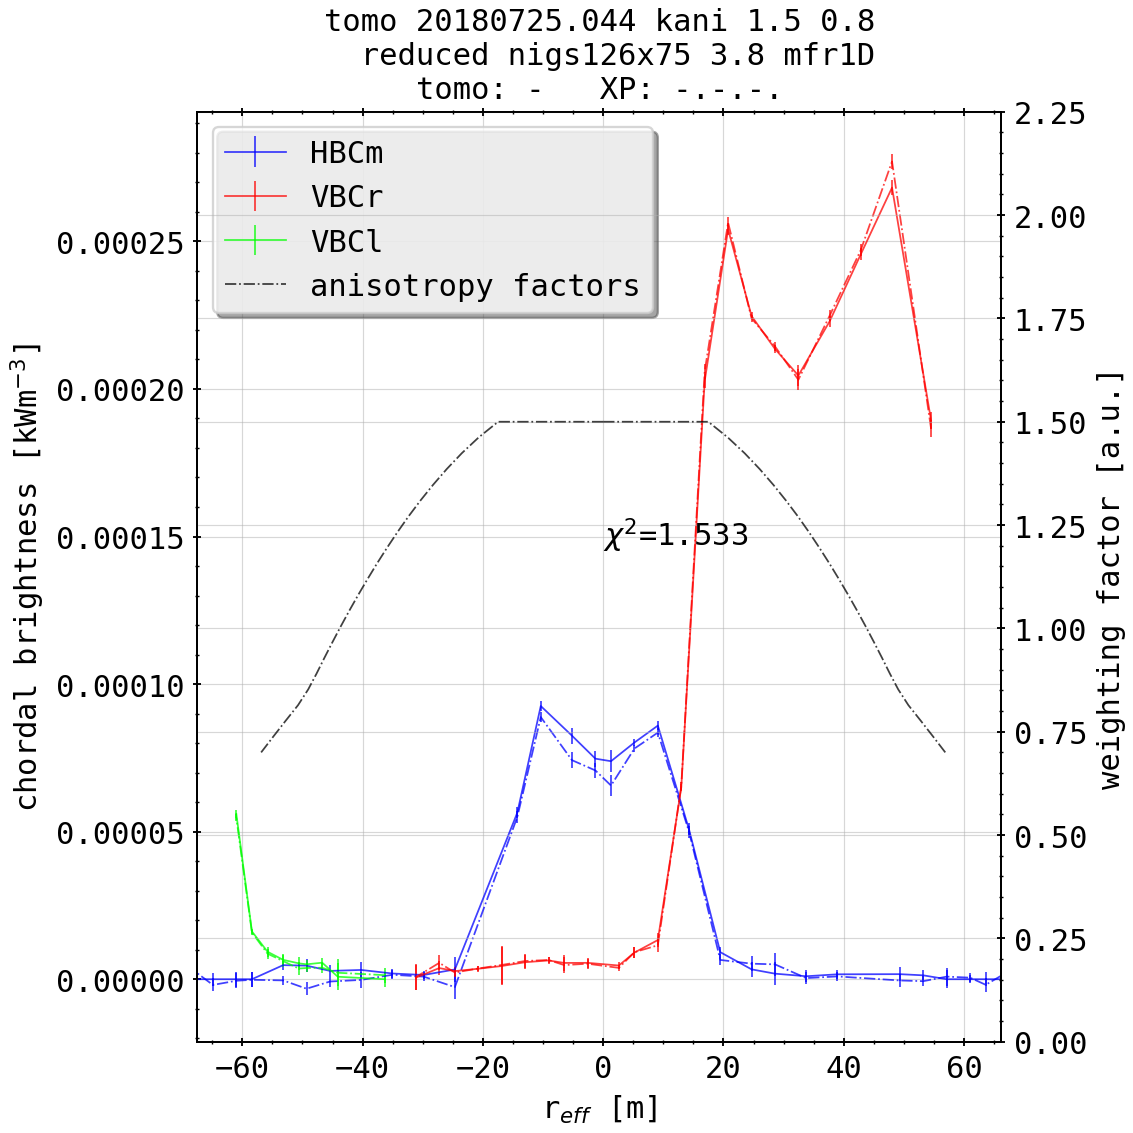 tomo 20180725.044 kani 1.5 0.8
reduced nigs126x75 3.8 mfr1D
tomo: -   XP: -.-.-.
HBCm
VBCr
VBCl
anisotropy factors
χ²=1.533
chordal brightness [kWm⁻³]
0.00025
0.00020
0.00015
0.00010
0.00005
0.00000
2.25
2.00
1.75
1.50
1.25
1.00
0.75
0.50
0.25
0.00
weighting factor [a.u.]
−60 −40 −20 0 20 40 60
r_eff [m]